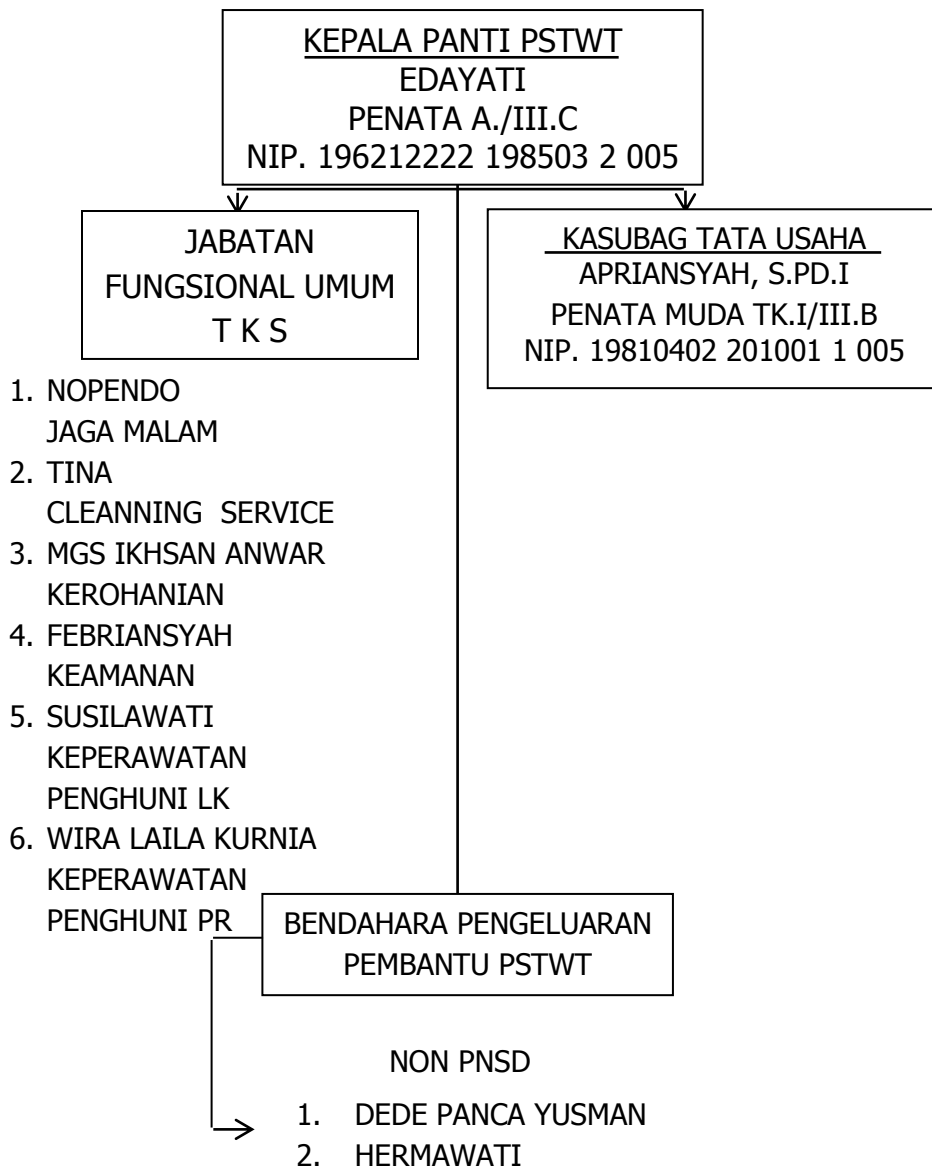 KEPALA PANTI PSTWT
EDAYATI
PENATA A./III.C
NIP. 196212222 198503 2 005
JABATAN
FUNGSIONAL UMUM
T K S
KASUBAG TATA USAHA
APRIANSYAH, S.PD.I
PENATA MUDA TK.I/III.B
NIP. 19810402 201001 1 005
1. NOPENDO
JAGA MALAM
2. TINA
CLEANNING SERVICE
3. MGS IKHSAN ANWAR
KEROHANIAN
4. FEBRIANSYAH
KEAMANAN
5. SUSILAWATI
KEPERAWATAN
PENGHUNI LK
6. WIRA LAILA KURNIA
KEPERAWATAN
PENGHUNI PR
BENDAHARA PENGELUARAN
PEMBANTU PSTWT
NON PNSD
1. DEDE PANCA YUSMAN
2. HERMAWATI